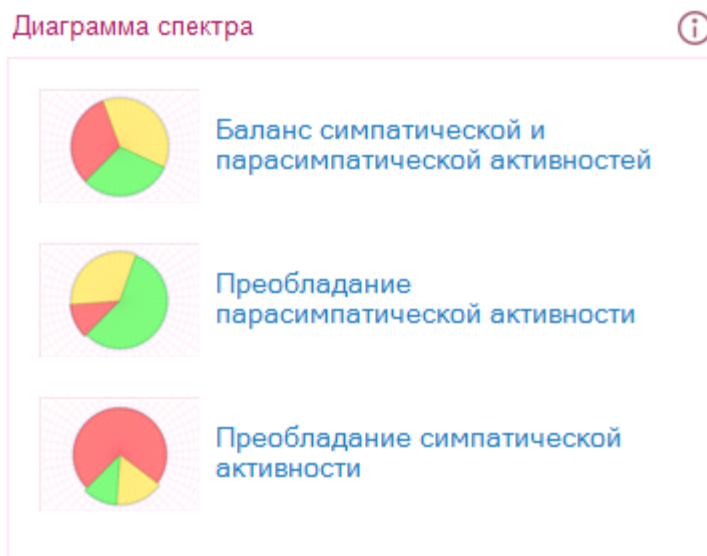 Диаграмма спектра
Баланс симпатической и
парасимпатической активностей
Преобладание
парасимпатической активности
Преобладание симпатической
активности